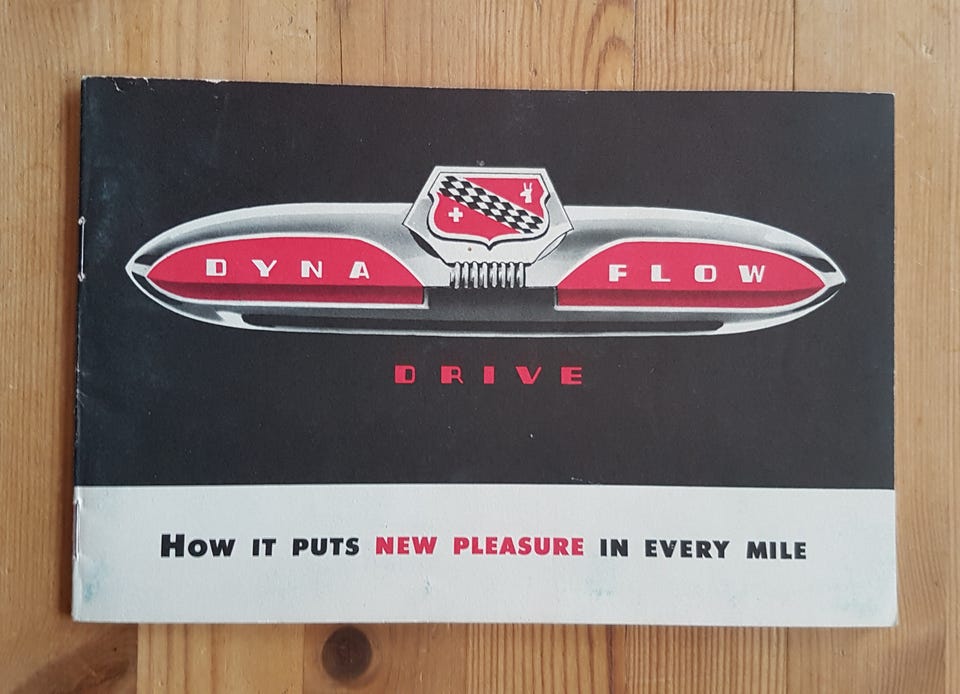 DYNA FLOW
DRIVE
HOW IT PUTS NEW PLEASURE IN EVERY MILE